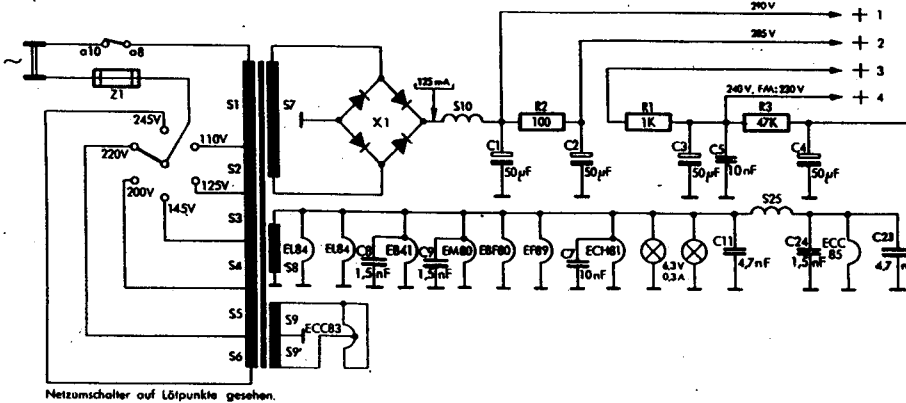 290 V
+ 1
285 V
+ 2
+ 3
240 V, FM: 230 V
+ 4
~
a10 a8
Z1
245V
220V
110V
200V
125V
145V
S1
S2
S3
S4
S5
S6
S7
X1
125 mA
S10
R2
100
R1
1K
R3
47K
C1
50µF
C2
50µF
C3
50µF
C5
10nF
C4
50µF
S25
S8
EL84
EL84
C8
1,5nF
EB41
C9
1,5nF
EM80
EBF80
EF89
C7
10nF
ECH81
6,3V
0,3A
C11
4,7nF
C24
1,5nF
ECC
85
C23
4,7
S9
S9'
ECC83
Netzumschalter auf Lötpunkte gesehen.